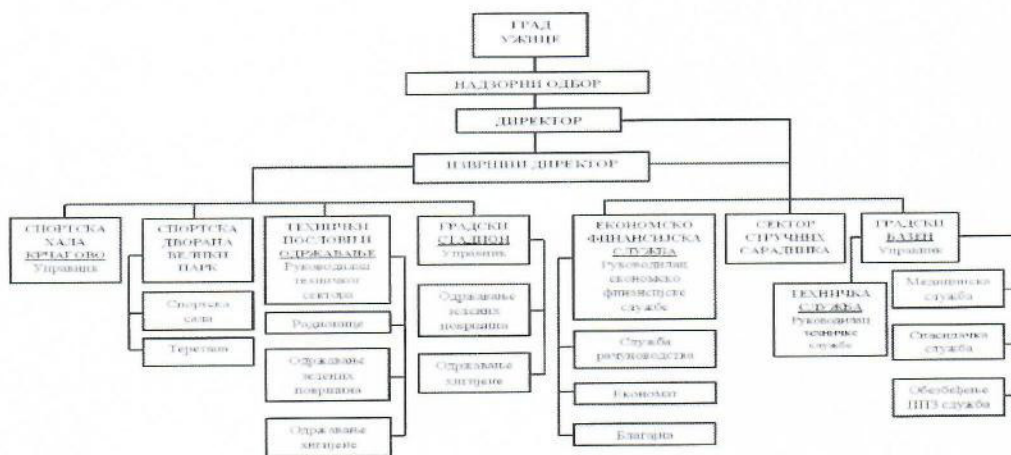 ГРАД
УЖИЦЕ
НАДЗОРНИ ОДБОР
ДИРЕКТОР
ИЗВРШНИ ДИРЕКТОР
СПОРТСКА
ХАЛА
КРЧАГОВО
Управник
СПОРТСКА
ДВОРАНА
ВЕЛИКИ
ПАРК
Спортска
сала
Теретана
ТЕХНИЧКИ
ПОСЛОВИ И
ОДРЖАВАЊЕ
Руководилац
техничког
сектора
Радионице
Одржавање
зелених
површина
Одржавање
хигијене
ГРАДСКИ
СТАДИОН
Управник
Одржавање
зелених
површина
Одржавање
хигијене
ЕКОНОМСКО
ФИНАНСИЈСКА
СЛУЖБА
Руководилац
економско
финансијске
службе
Служба
рачуноводства
Економат
Благајна
СЕКТОР
СТРУЧНИХ
САРАДНИКА
ГРАДСКИ
БАЗЕН
Управник
ТЕХНИЧКА
СЛУЖБА
Руководилац
техничке
службе
Медицинска
служба
Спасилачка
служба
Обезбеђење
ППЗ служба